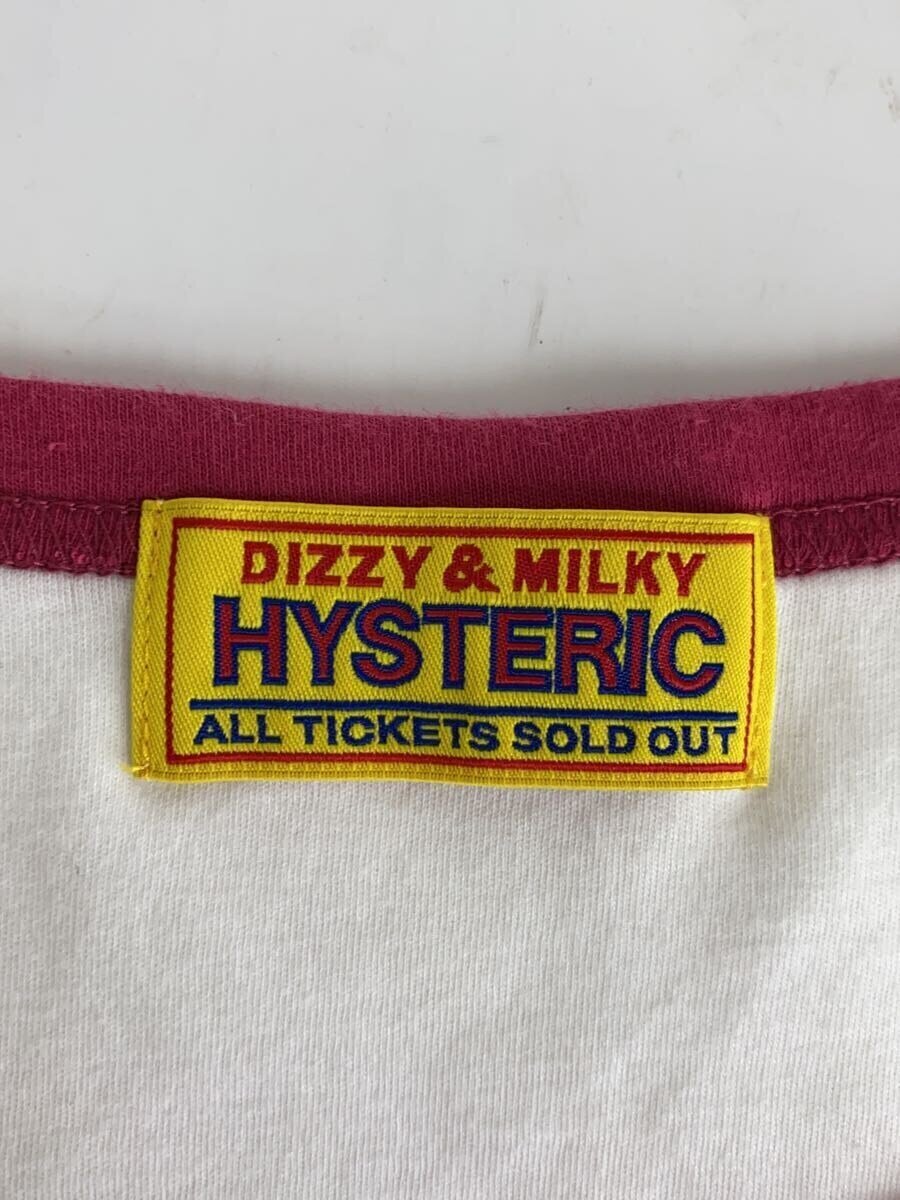 DIZZY & MILKY
HYSTERIC
ALL TICKETS SOLD OUT